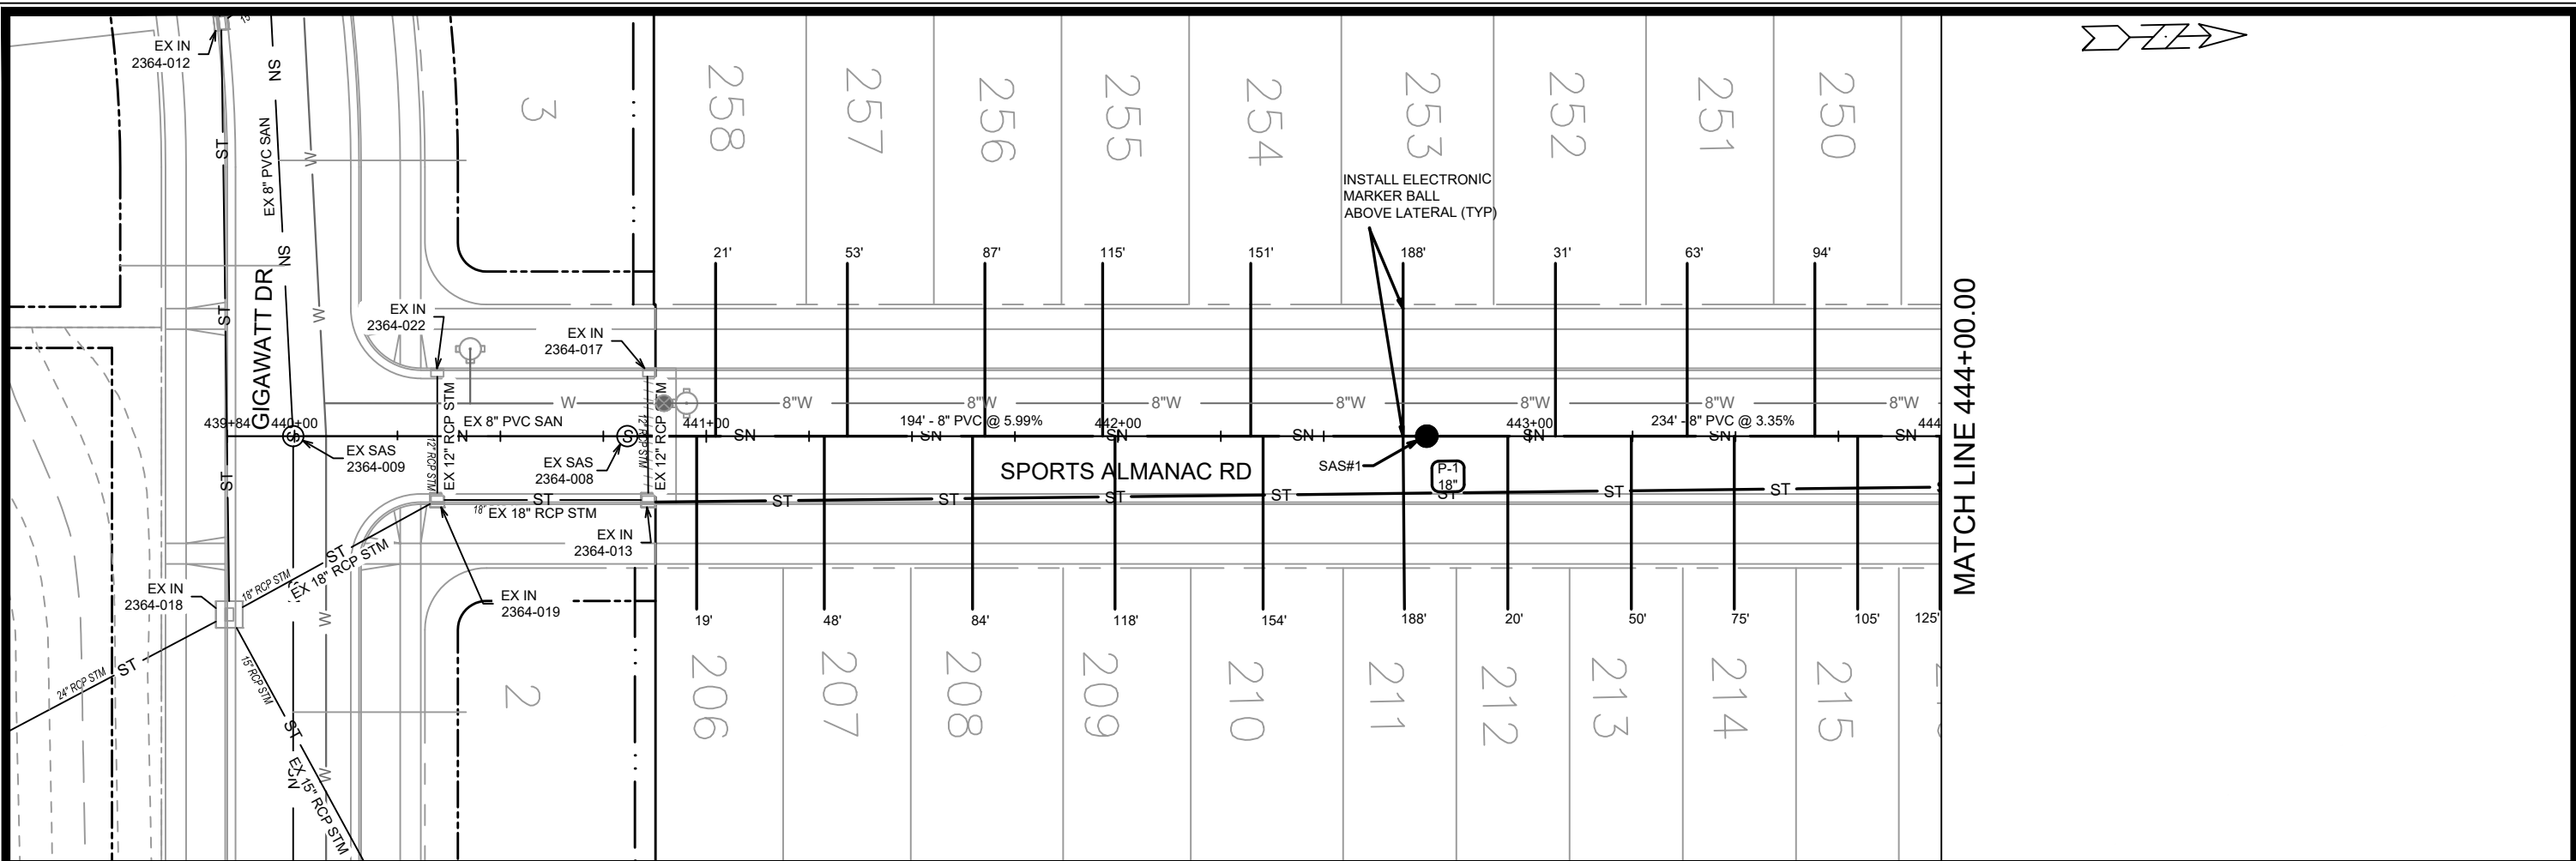 EX IN
2364-012
NS
EX 8" PVC SAN
NS
W
W
ST
ST
ST
GIGAWATT DR
3
258
257
256
255
254
253
252
251
250
INSTALL ELECTRONIC
MARKER BALL
ABOVE LATERAL (TYP)
21'
53'
87'
115'
151'
188'
31'
63'
94'
EX IN
2364-022
EX IN
2364-017
W
8"W
8"W
8"W
8"W
8"W
8"W
8"W
439+84
440+00
EX 8" PVC SAN
441+00
194' - 8" PVC @ 5.99%
442+00
443+00
234' - 8" PVC @ 3.35%
444
S
S
SN
SN
SN
SN
SN
SN
SN
EX 12" RCP STM
12" RCP STM
EX 12" RCP STM
12" RCP STM
EX SAS
2364-009
EX SAS
2364-008
SPORTS ALMANAC RD
SAS#1
P-1
18"
ST
ST
ST
ST
ST
ST
ST
ST
18"
EX 18" RCP STM
EX IN
2364-013
EX IN
2364-018
EX IN
2364-019
18" RCP STM
ST
EX 18" RCP STM
W
W
ST
24" RCP STM
15" RCP STM
ST
EX 15" RCP STM
19'
48'
84'
118'
154'
188'
20'
50'
75'
105'
125'
2
206
207
208
209
210
211
212
213
214
215
MATCH LINE 444+00.00